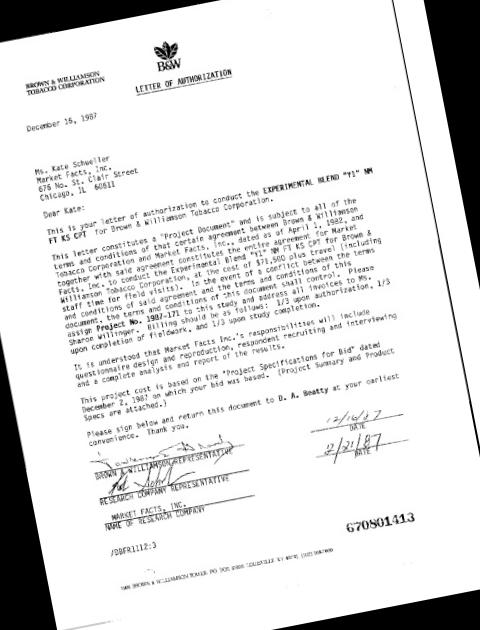 BROWN & WILLIAMSON
TOBACCO CORPORATION
B&W
LETTER OF AUTHORIZATION
December 16, 1987
Ms. Kate Schueller
Market Facts, Inc.
676 No. St. Clair Street
Chicago, IL 60611
Dear Kate:
This is your letter of authorization to conduct the EXPERIMENTAL BLEND "Y1" NM
FT KS CPT for Brown & Williamson Tobacco Corporation.
This letter constitutes a "Project Document" and is subject to all of the
terms and conditions of that certain agreement between Brown & Williamson
Tobacco Corporation and Market Facts, Inc., dated as of April 1, 1982, and
together with said agreement constitutes the entire agreement for Market
Facts, Inc. to conduct the Experimental Blend "Y1" NM FT KS CPT for Brown &
Williamson Tobacco Corporation, at the cost of $71,500 plus travel (including
staff time for field visits). In the event of a conflict between the terms
and conditions of said agreement and the terms and conditions of this
document, the terms and conditions of this document shall control. Please
assign Project No. 1987-171 to this study and address all invoices to Ms.
Sharon Willinger. Billing should be as follows: 1/3 upon authorization, 1/3
upon completion of fieldwork, and 1/3 upon study completion.
It is understood that Market Facts Inc.'s responsibilities will include
questionnaire design and reproduction, respondent recruiting and interviewing
and a complete analysis and report of the results.
This project cost is based on the "Project Specifications for Bid" dated
December 2, 1987 on which your bid was based. (Project Summary and Product
Specs are attached.)
Please sign below and return this document to D. A. Beatty at your earliest
convenience. Thank you.
12/16/87
BROWN & WILLIAMSON REPRESENTATIVE
DATE
2/21/87
RESEARCH COMPANY REPRESENTATIVE
DATE
MARKET FACTS, INC.
NAME OF RESEARCH COMPANY
/DBFR1112:3
670801413
BROWN & WILLIAMSON TOWER